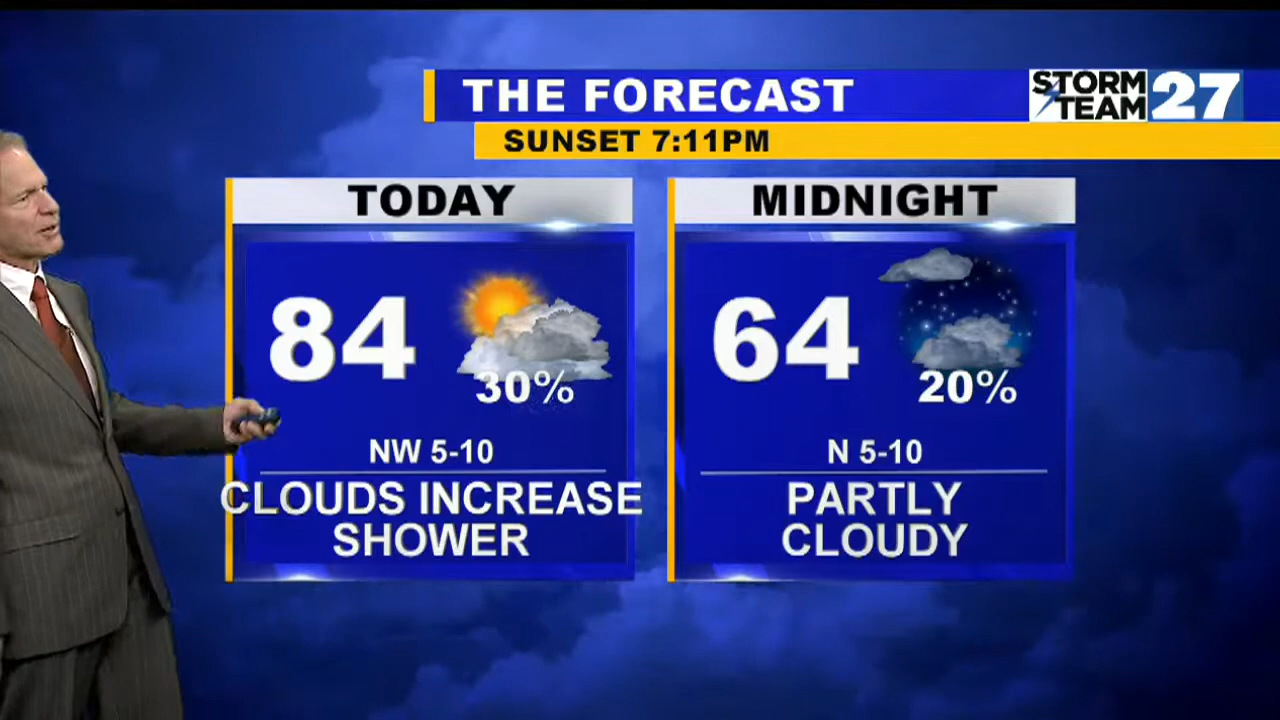 THE FORECAST
STORM
TEAM
27
SUNSET 7:11PM
TODAY
84
30%
NW 5-10
CLOUDS INCREASE
SHOWER
MIDNIGHT
64
20%
N 5-10
PARTLY
CLOUDY